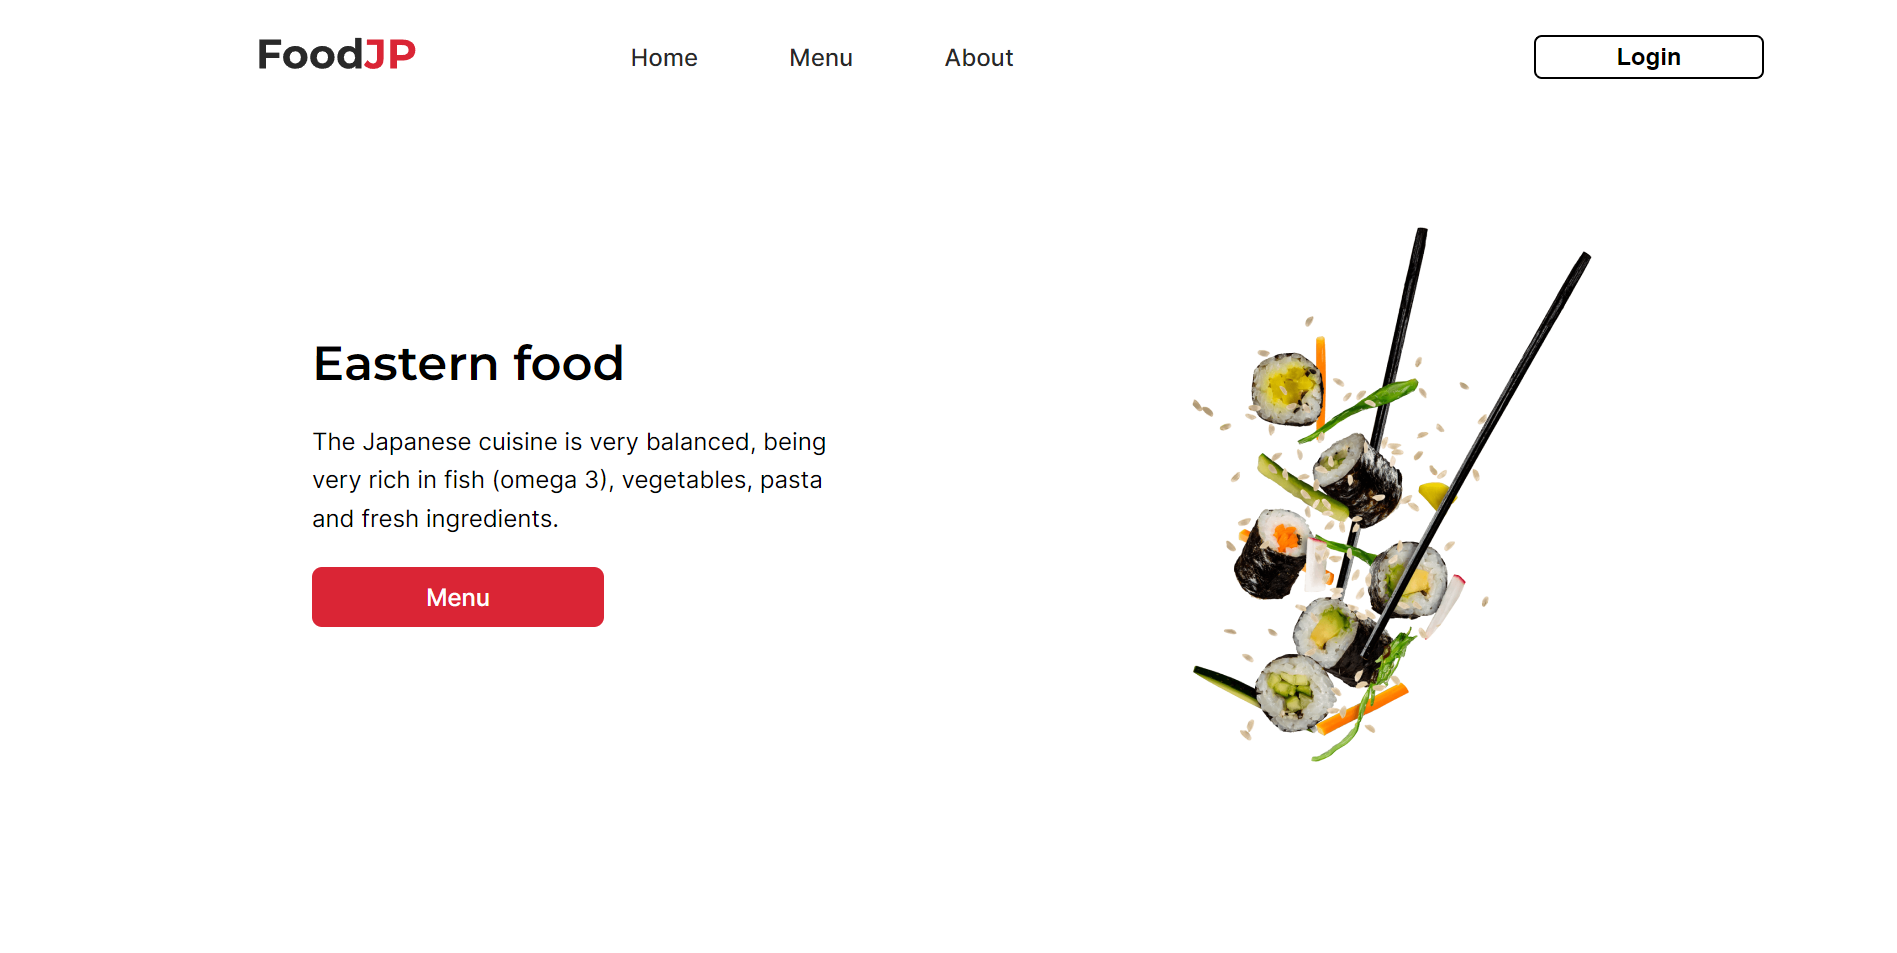 FoodJP
Home
Menu
About
Login
Eastern food
The Japanese cuisine is very balanced, being
very rich in fish (omega 3), vegetables, pasta
and fresh ingredients.
Menu